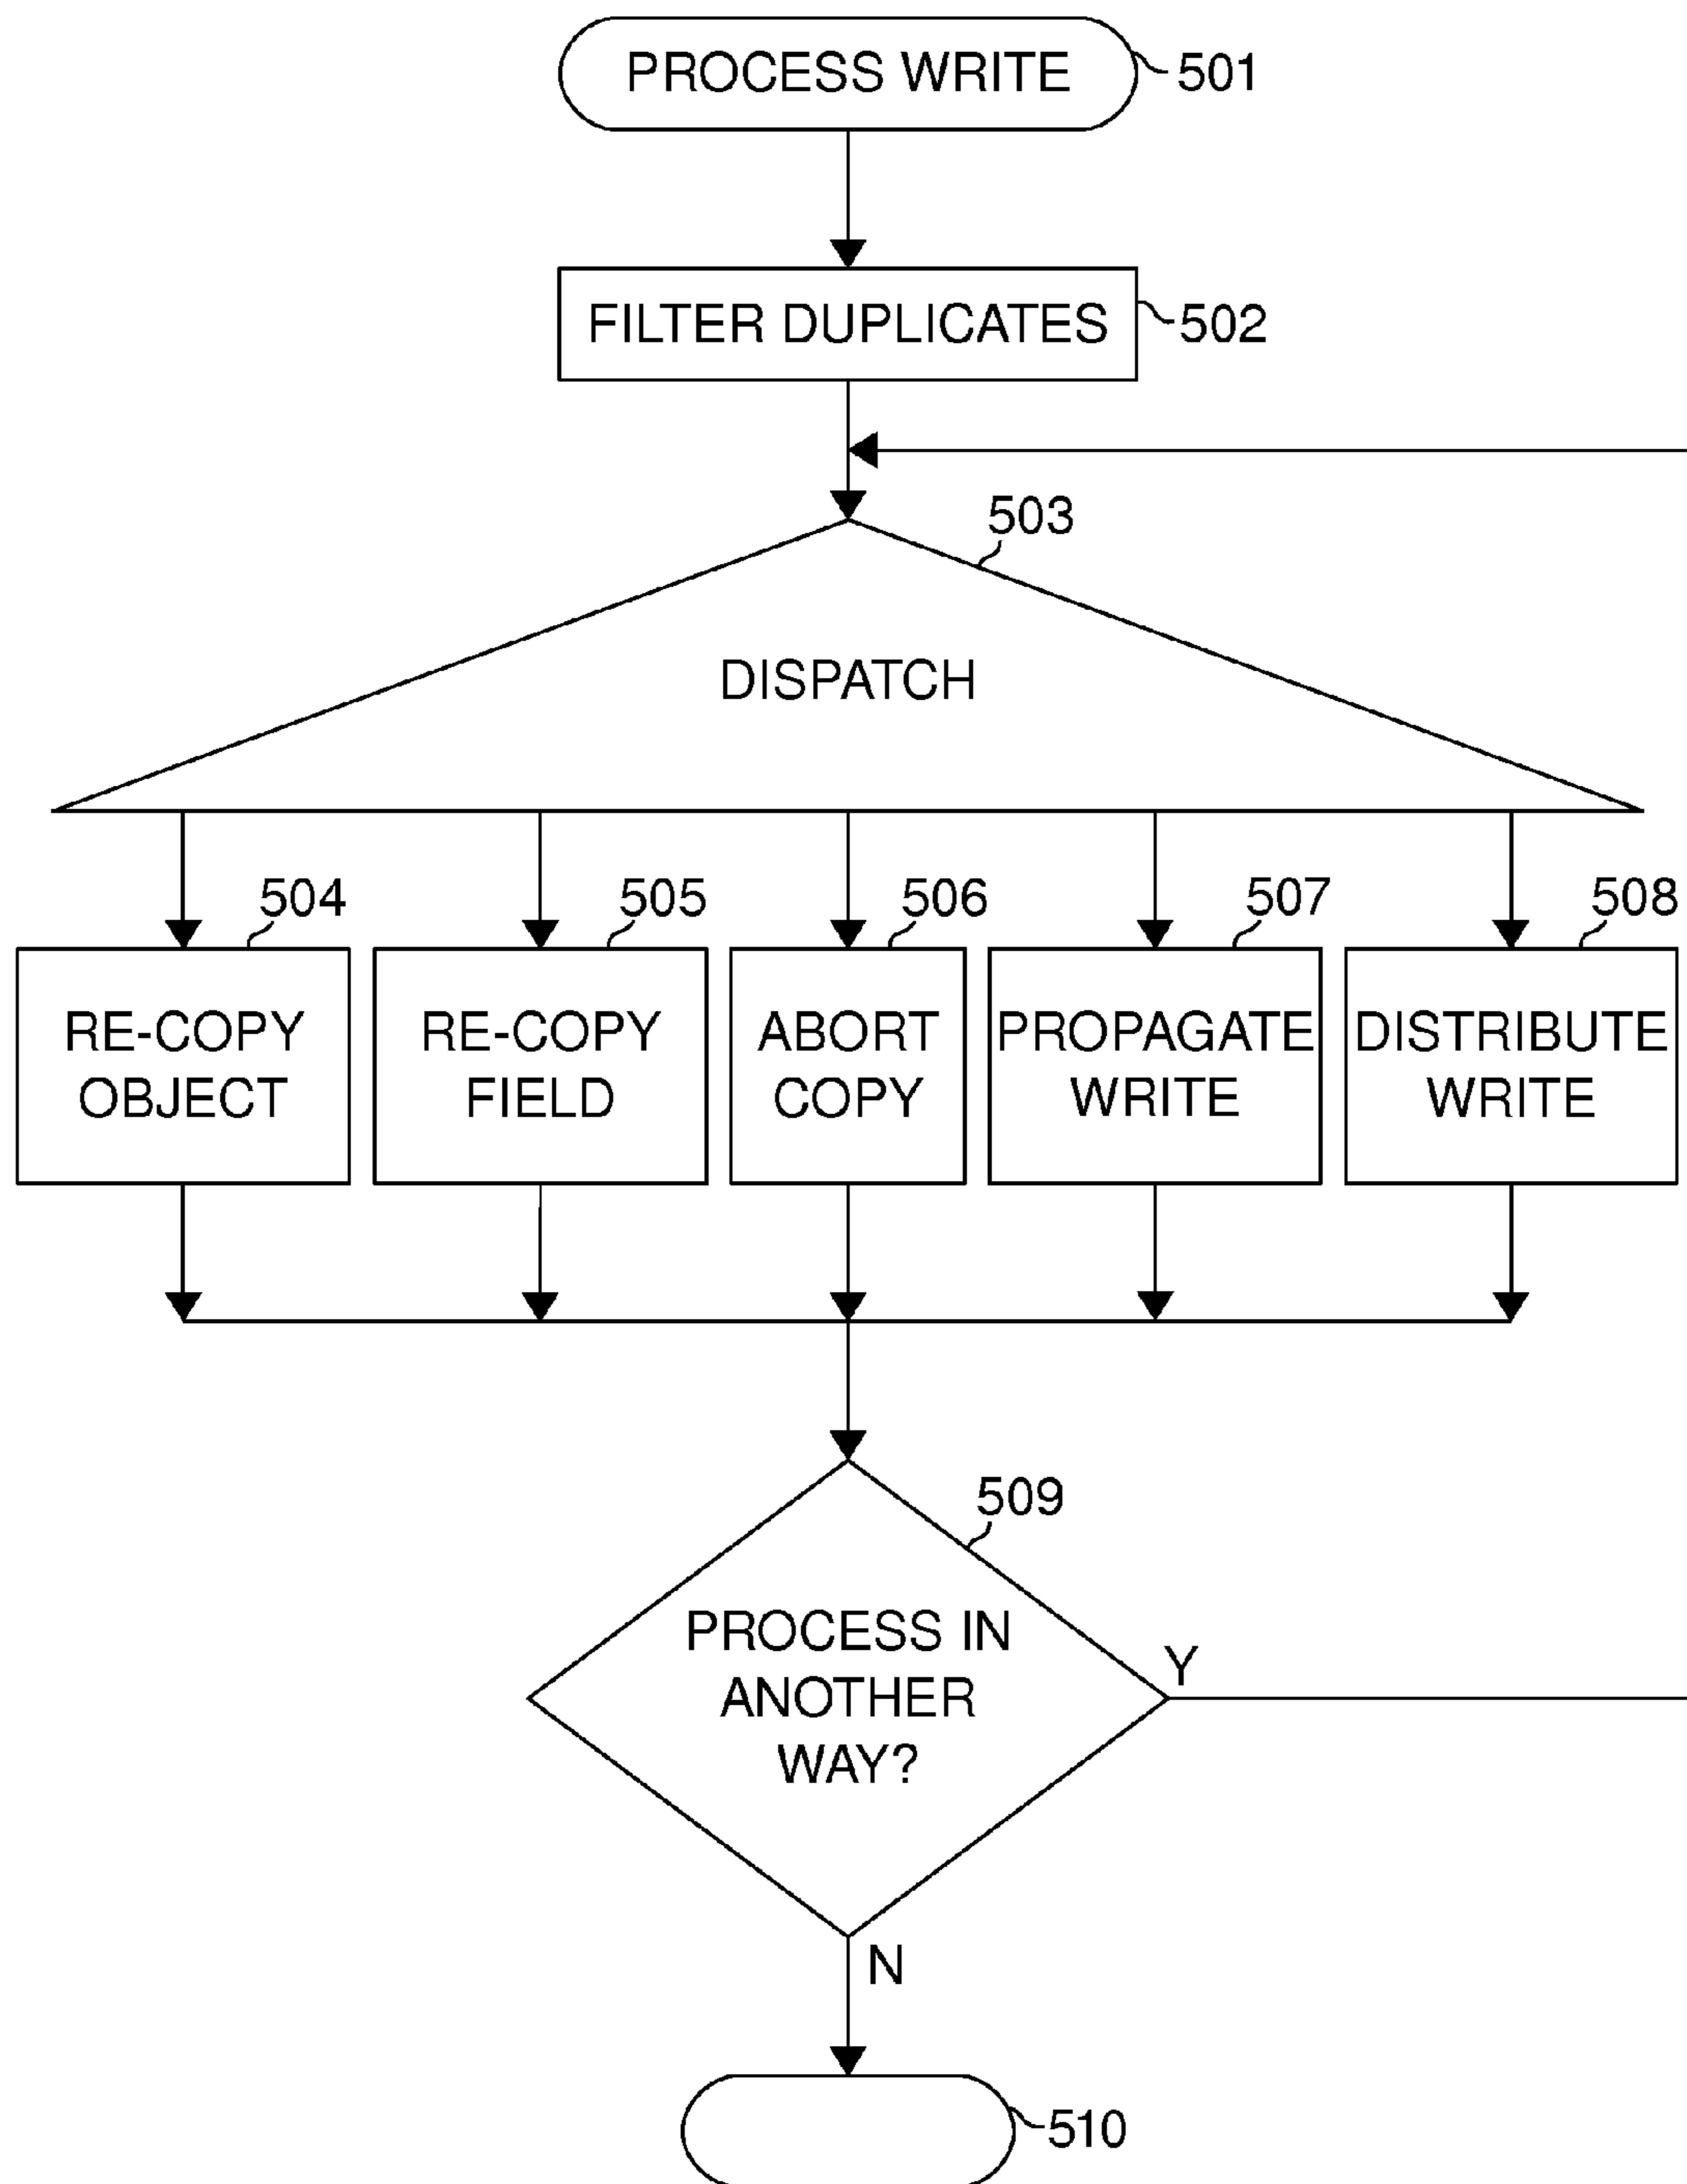 PROCESS WRITE 501
FILTER DUPLICATES 502
503
DISPATCH
504 505 506 507 508
RE-COPY
OBJECT
RE-COPY
FIELD
ABORT
COPY
PROPAGATE
WRITE
DISTRIBUTE
WRITE
509
PROCESS IN
ANOTHER
WAY?
Y
N
510